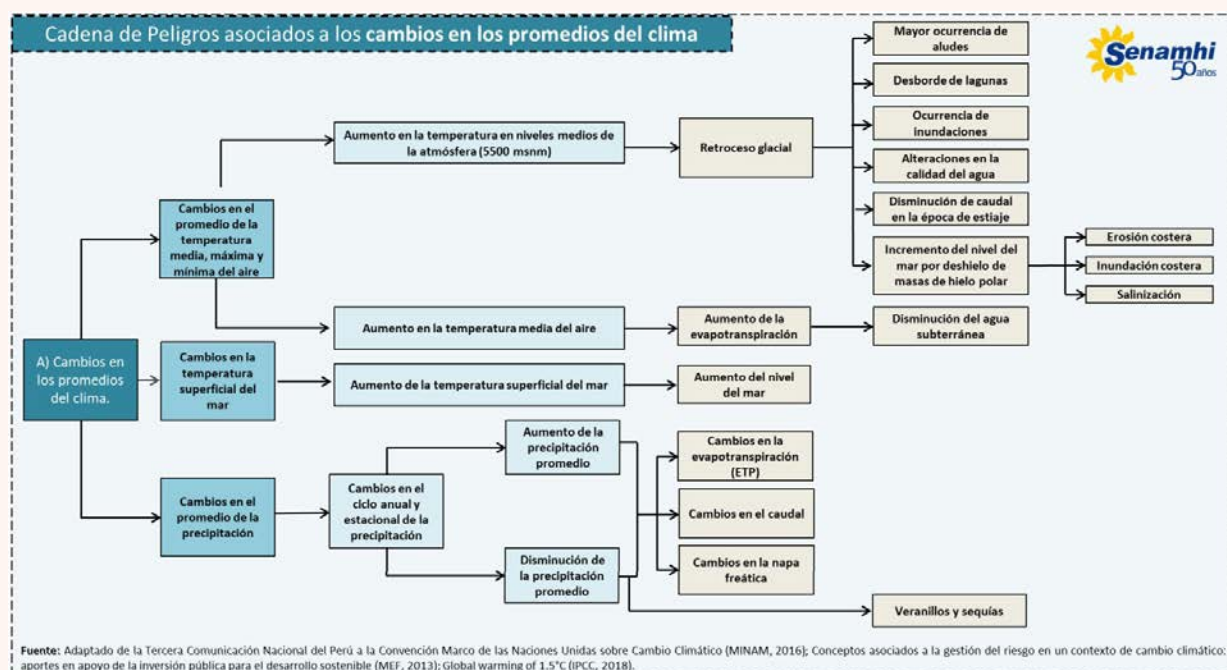 Cadena de Peligros asociados a los cambios en los promedios del clima
Senamhi
50 años
A) Cambios en
los promedios
del clima.
Cambios en el
promedio de la
temperatura
media, máxima y
mínima del aire
Aumento en la temperatura en niveles medios de
la atmósfera (5500 msnm)
Retroceso glacial
Mayor ocurrencia de
aludes
Desborde de lagunas
Ocurrencia de
inundaciones
Alteraciones en la
calidad del agua
Disminución de caudal
en la época de estiaje
Incremento del nivel del
mar por deshielo de
masas de hielo polar
Erosión costera
Inundación costera
Salinización
Aumento en la temperatura media del aire
Aumento de la
evapotranspiración
Disminución del agua
subterránea
Cambios en la
temperatura
superficial del
mar
Aumento de la temperatura superficial del mar
Aumento del nivel
del mar
Cambios en el
promedio de la
precipitación
Cambios en el
ciclo anual y
estacional de la
precipitación
Aumento de la
precipitación
promedio
Disminución de
la precipitación
promedio
Cambios en la
evapotranspiración
(ETP)
Cambios en el caudal
Cambios en la napa
freática
Veranillos y sequías
Fuente: Adaptado de la Tercera Comunicación Nacional del Perú a la Convención Marco de las Naciones Unidas sobre Cambio Climático (MINAM, 2016); Conceptos asociados a la gestión del riesgo en un contexto de cambio climático:
aportes en apoyo de la inversión pública para el desarrollo sostenible (MEF, 2013); Global warming of 1.5°C (IPCC, 2018).